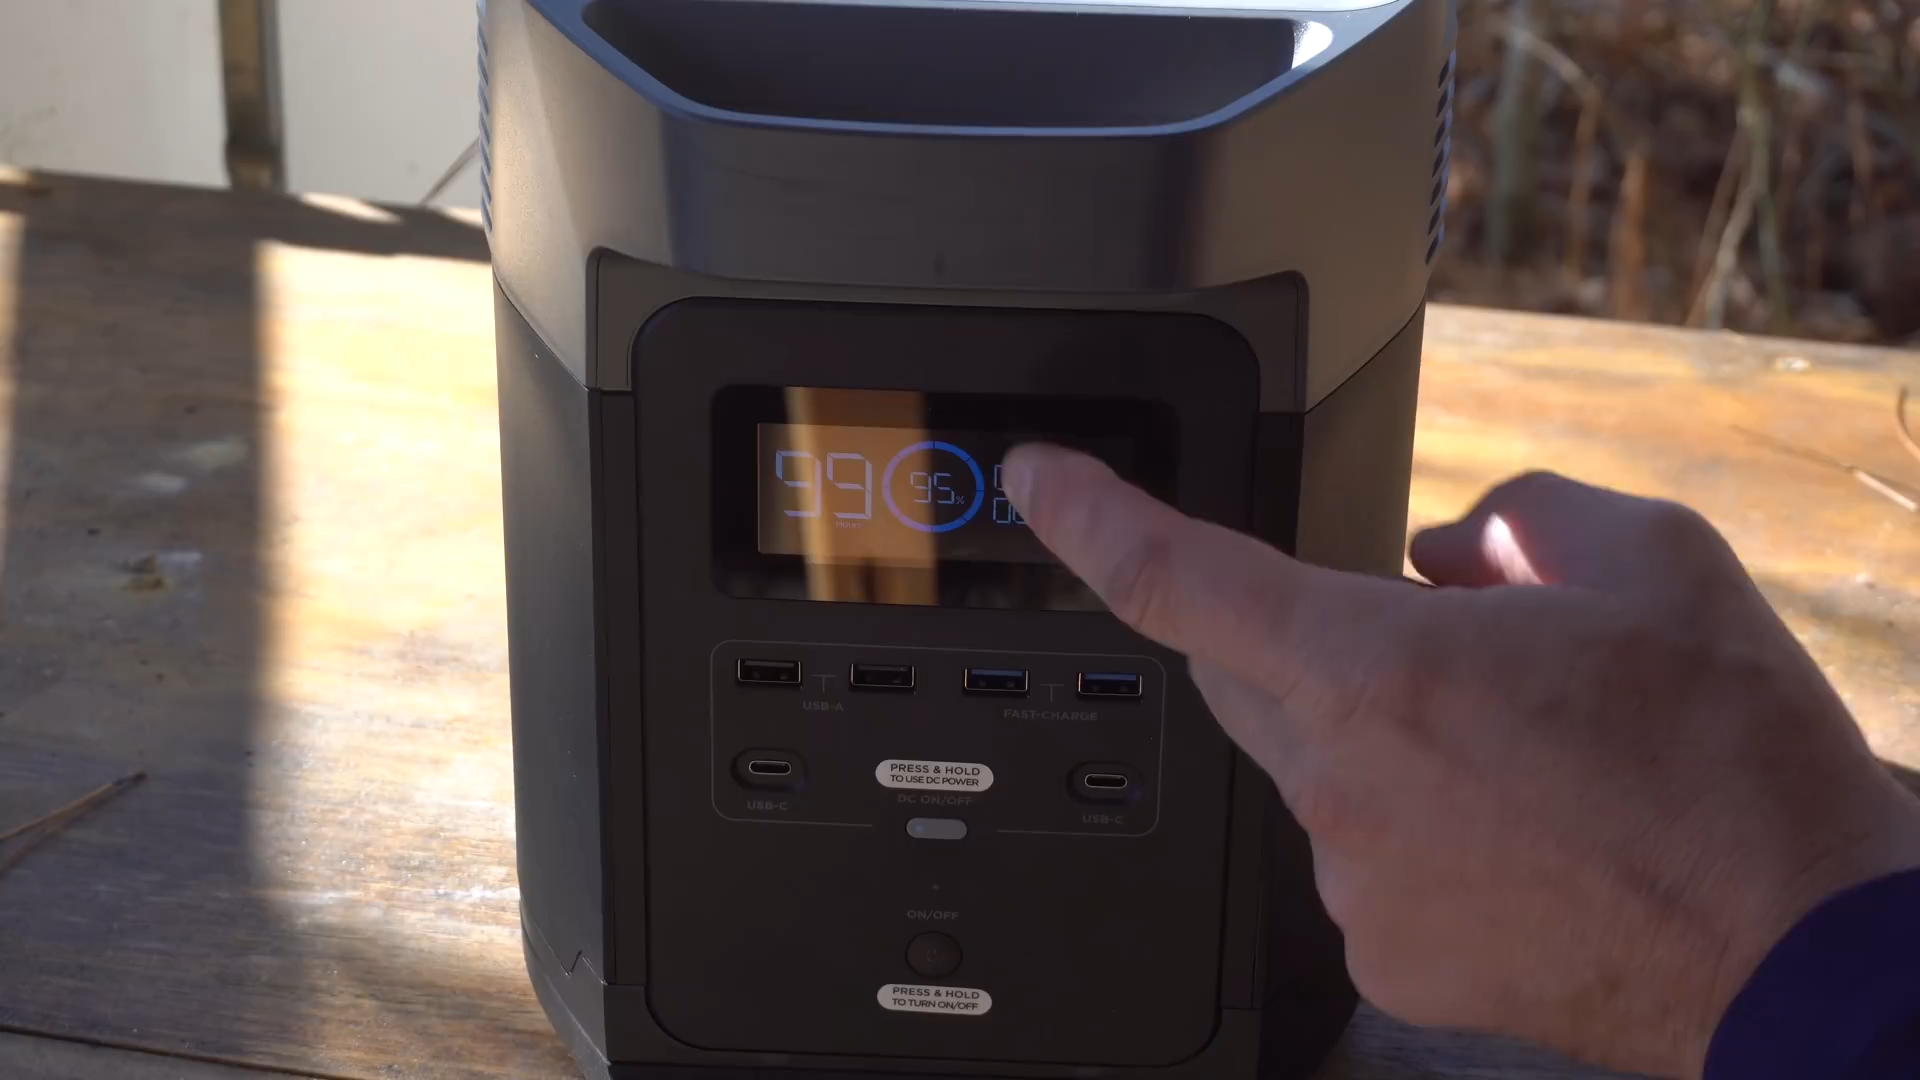 99
HOURS
95%
USB-A
FAST-CHARGE
PRESS & HOLD
TO USE DC POWER
DC ON/OFF
USB-C
USB-C
ON/OFF
PRESS & HOLD
TO TURN ON/OFF